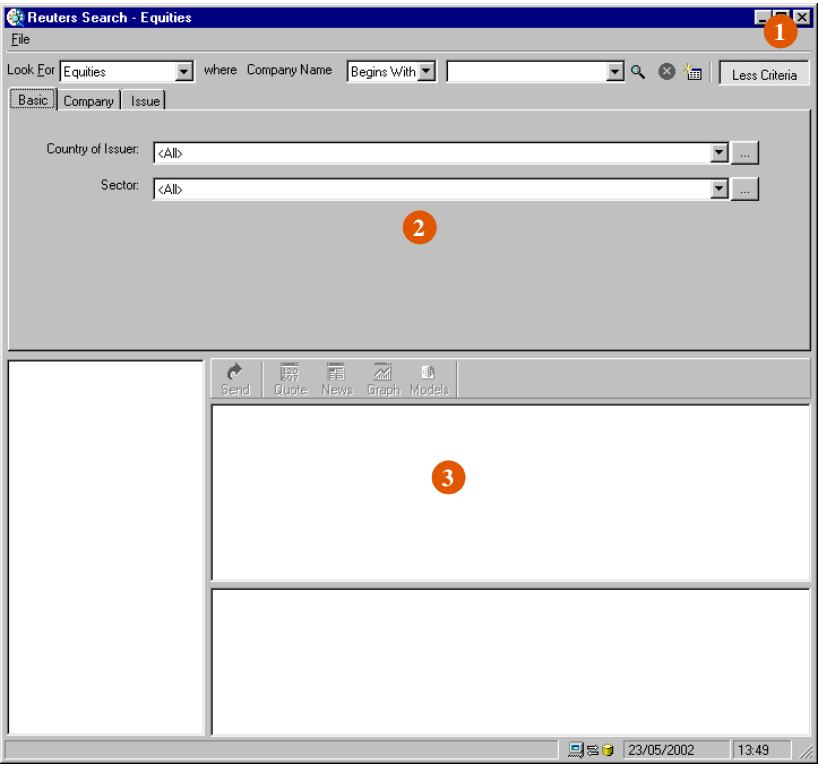 Reuters Search - Equities
1
File
Look For Equities where Company Name Begins With Less Criteria
Basic Company Issue
Country of Issuer: <All> ...
Sector: <All> ...
2
Send Quote News Graph Models
3
23/05/2002 13:49